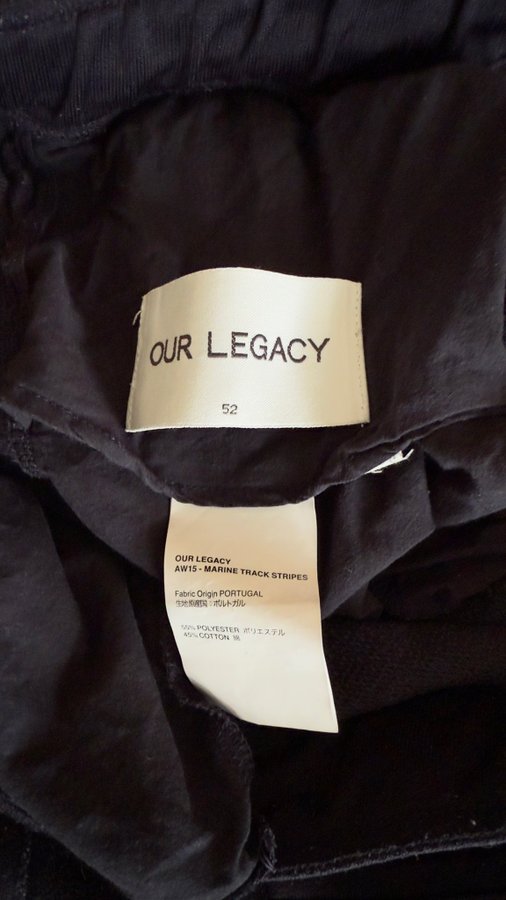 OUR LEGACY
52
OUR LEGACY
AW15 - MARINE TRACK STRIPES
Fabric Origin PORTUGAL
生地原産国：ポルトガル
55% POLYESTER ポリエステル
45% COTTON 綿